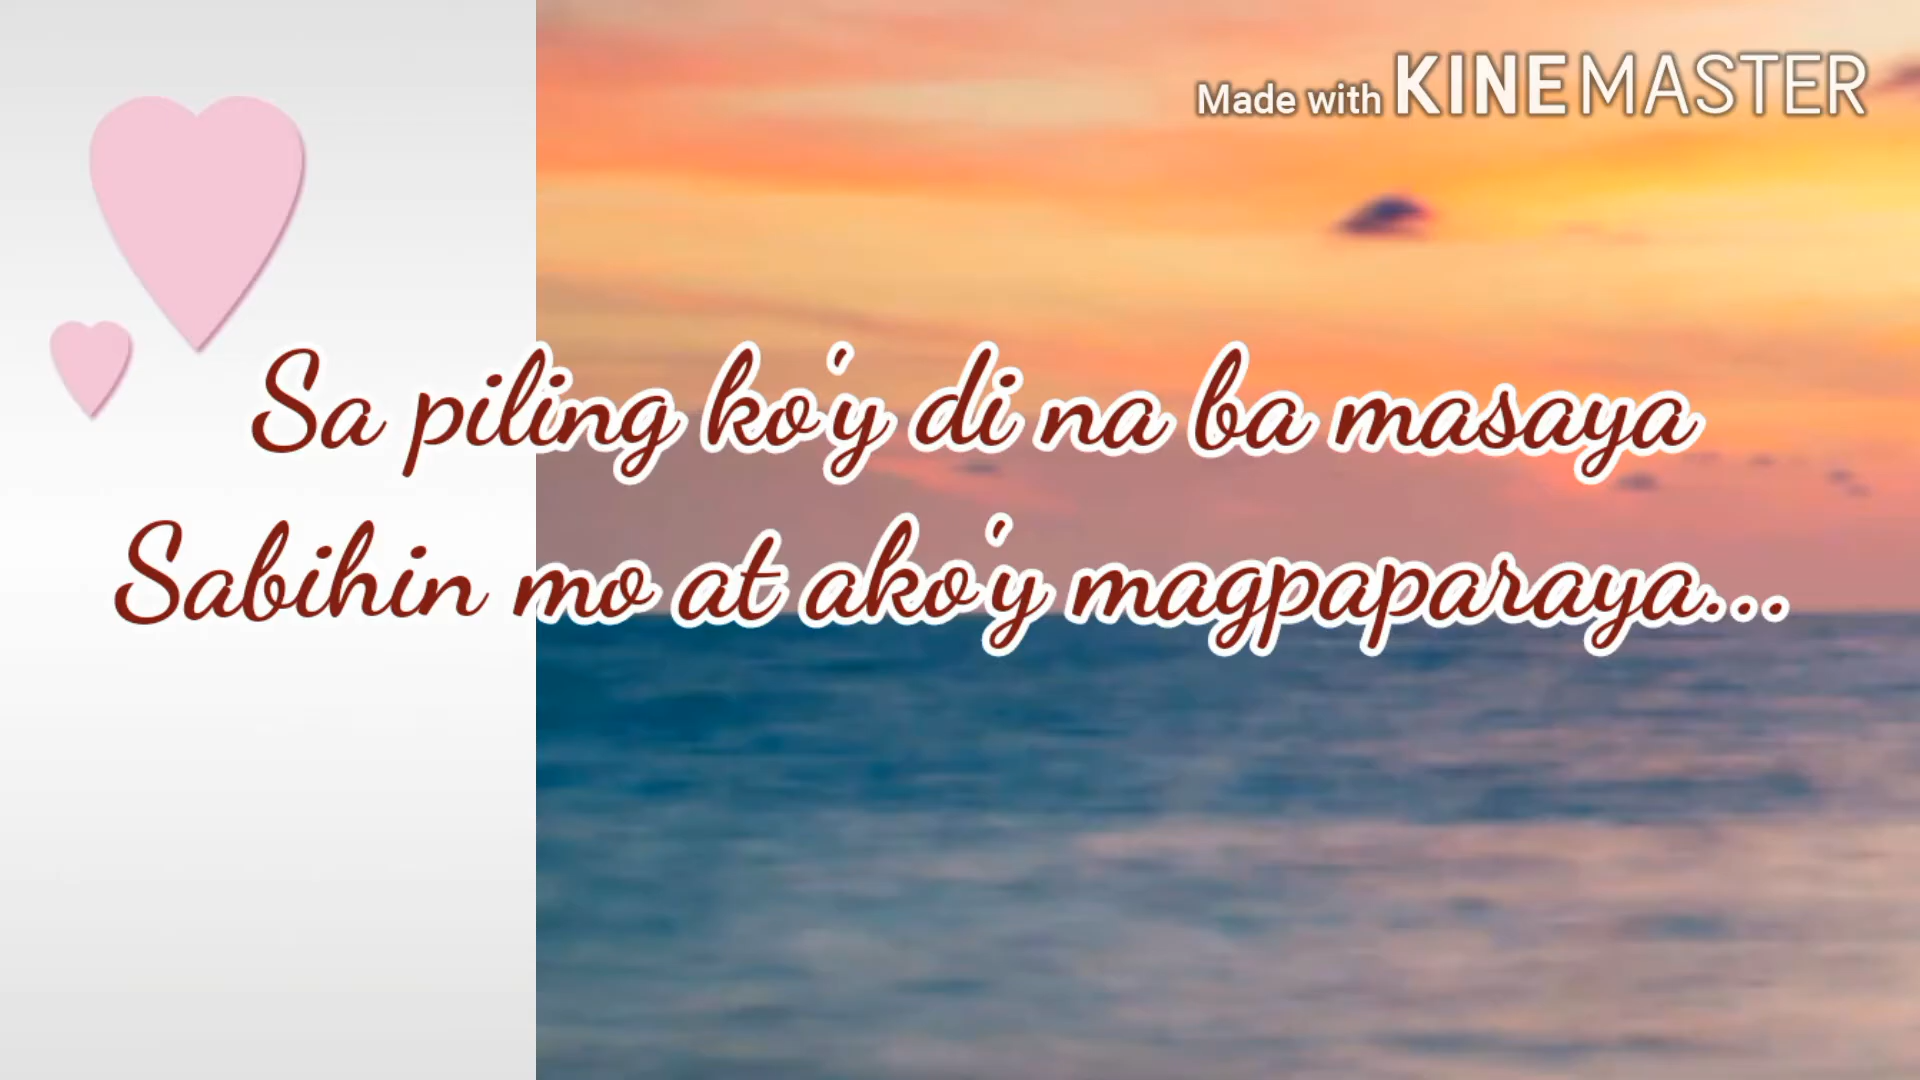 Made with KINEMASTER
Sa piling ko'y di na ba masaya
Sabihin mo at ako'y magpaparaya...